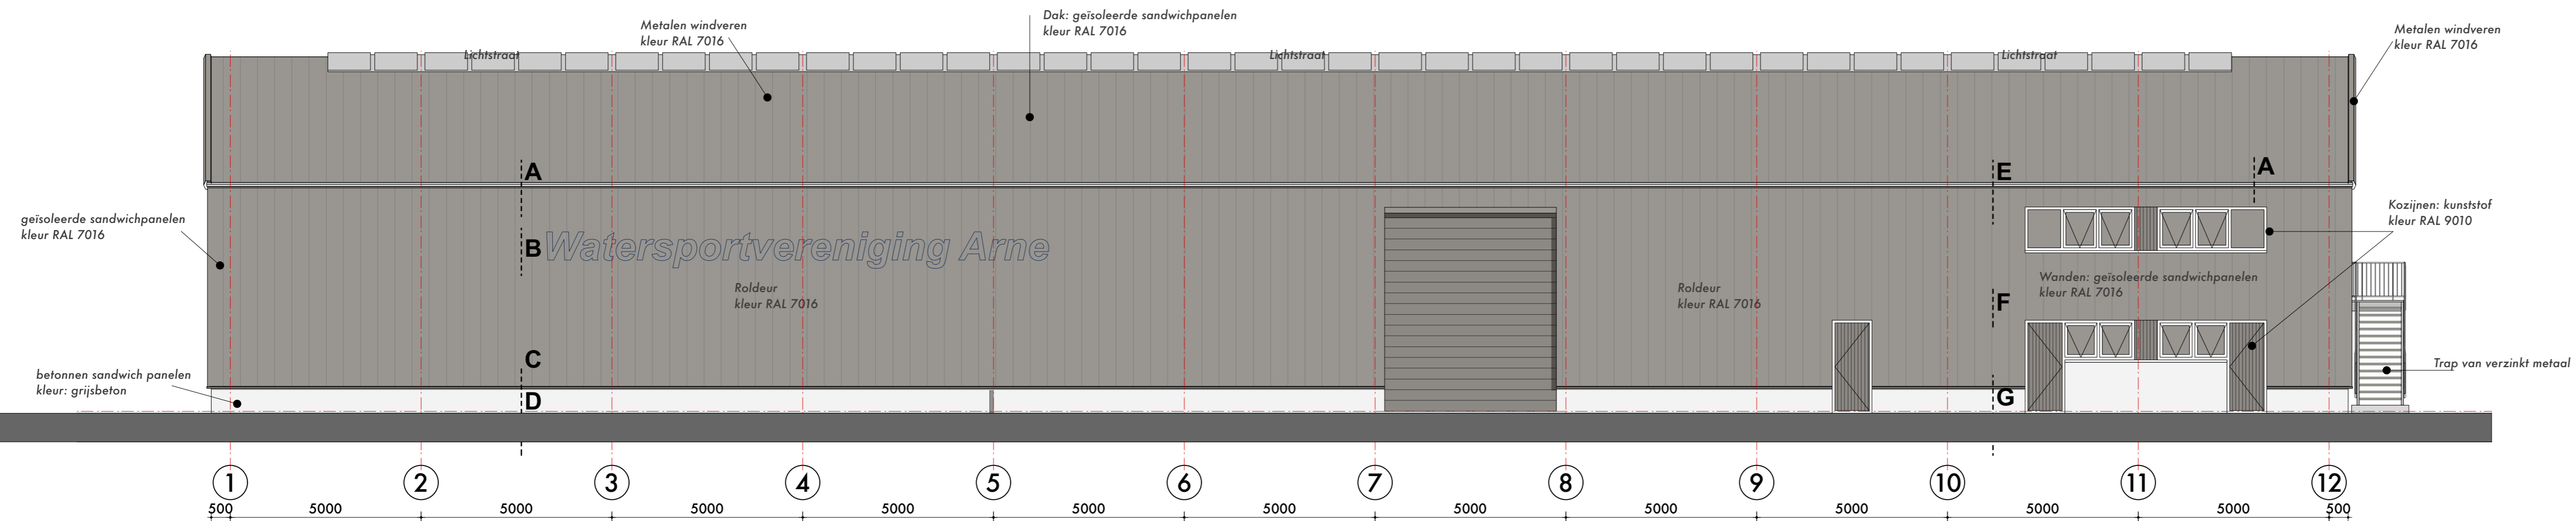 Metalen windveren
kleur RAL 7016
Dak: geïsoleerde sandwichpanelen
kleur RAL 7016
Metalen windveren
kleur RAL 7016
Lichtstraat
Lichtstraat
Lichtstraat
A
E
A
geïsoleerde sandwichpanelen
kleur RAL 7016
Kozijnen: kunststof
kleur RAL 9010
B
Watersportvereniging Arne
Roldeur
kleur RAL 7016
Roldeur
kleur RAL 7016
Wanden: geïsoleerde sandwichpanelen
kleur RAL 7016
F
C
betonnen sandwich panelen
kleur: grijsbeton
Trap van verzinkt metaal
D
G
1 2 3 4 5 6 7 8 9 10 11 12
500 5000 5000 5000 5000 5000 5000 5000 5000 5000 5000 5000 500